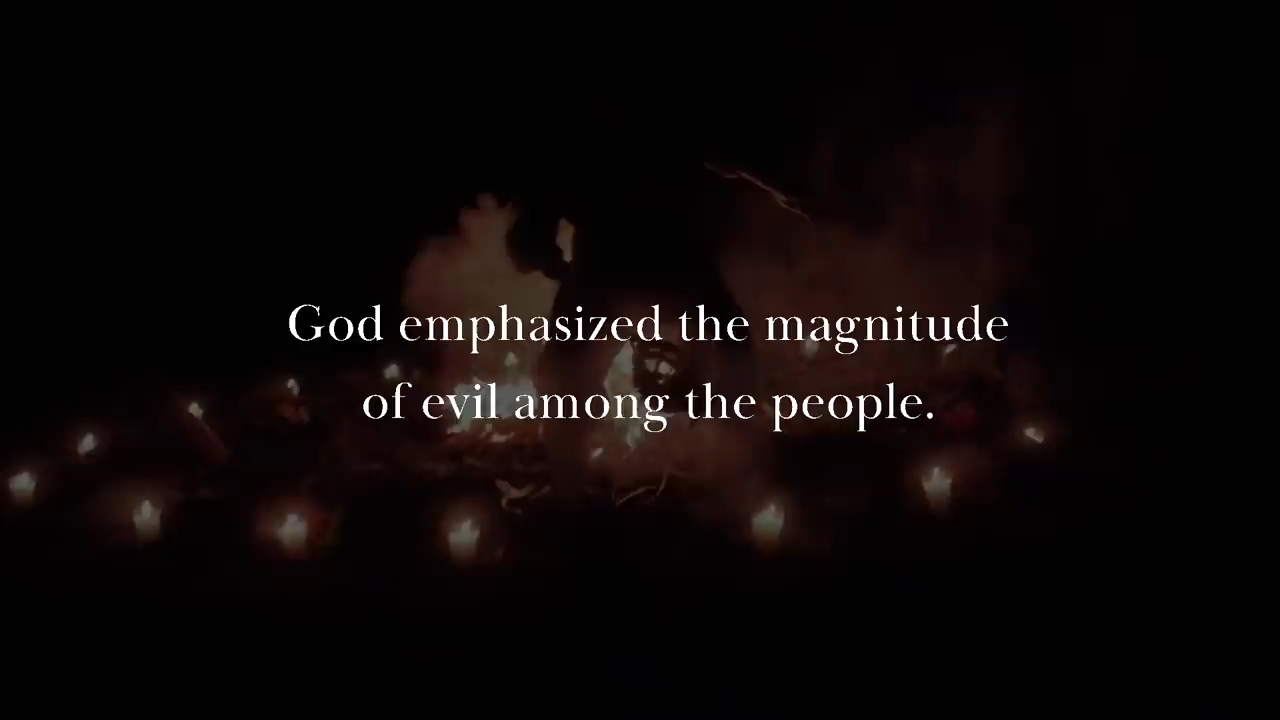 God emphasized the magnitude
of evil among the people.